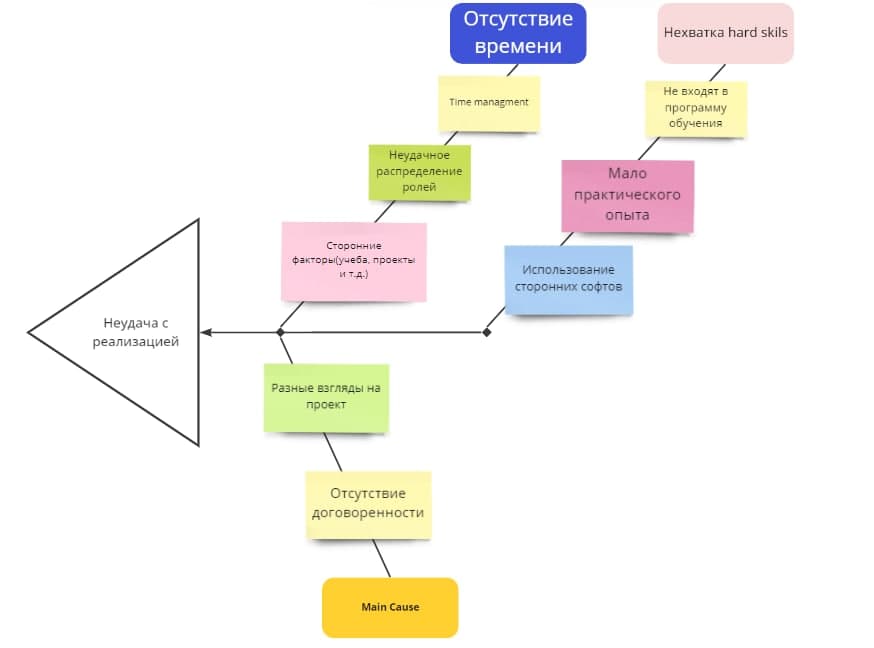 Отсутствие
времени
Нехватка hard skils
Time managment
Не входят в
программу
обучения
Неудачное
распределение
ролей
Мало
практического
опыта
Сторонние
факторы(учеба, проекты
и т.д.)
Использование
сторонних софтов
Неудача с
реализацией
Разные взгляды на
проект
Отсутствие
договоренности
Main Cause